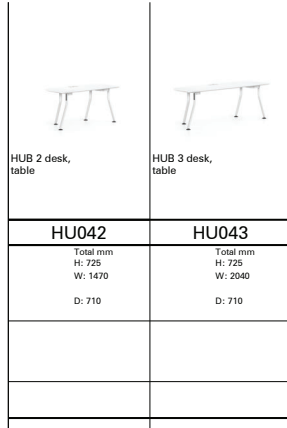 HUB 2 desk,
table
HUB 3 desk,
table
HU042
HU043
Total mm
H: 725
W: 1470
D: 710
Total mm
H: 725
W: 2040
D: 710